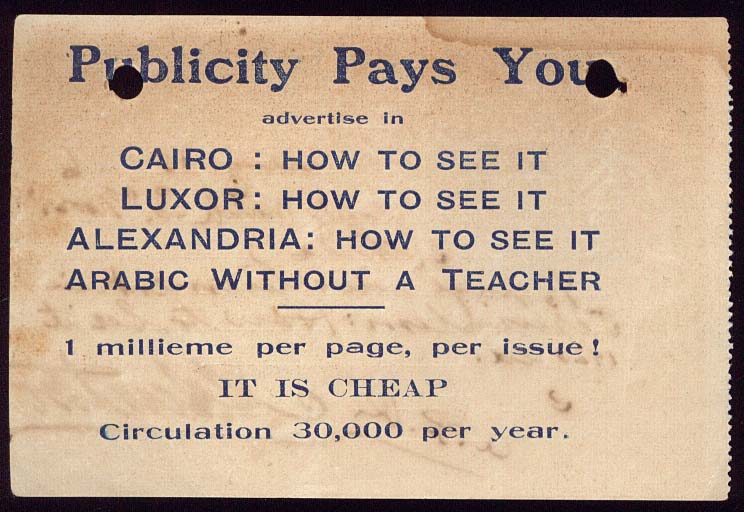 Publicity Pays You
advertise in
CAIRO : HOW TO SEE IT
LUXOR : HOW TO SEE IT
ALEXANDRIA : HOW TO SEE IT
ARABIC WITHOUT A TEACHER
1 millieme per page, per issue !
IT IS CHEAP
Circulation 30,000 per year.